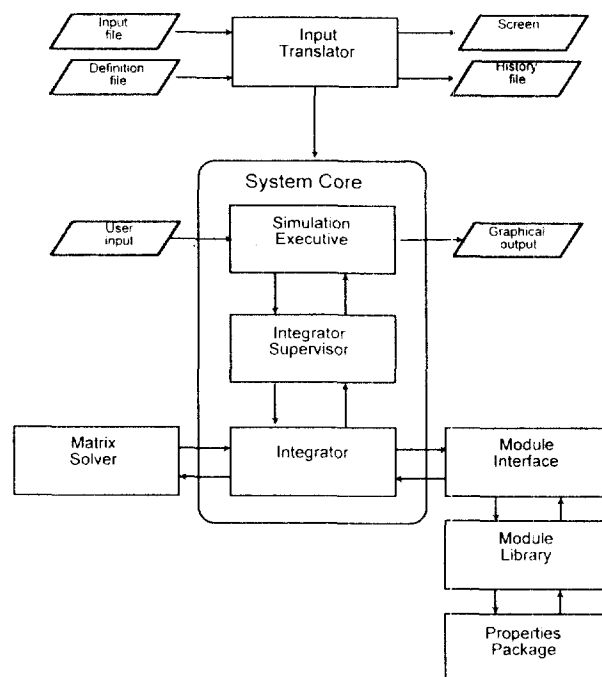 Input
file
Input
Translator
Screen
Definition
file
History
file
System Core
User
input
Simulation
Executive
Graphical
output
Integrator
Supervisor
Matrix
Solver
Integrator
Module
Interface
Module
Library
Properties
Package